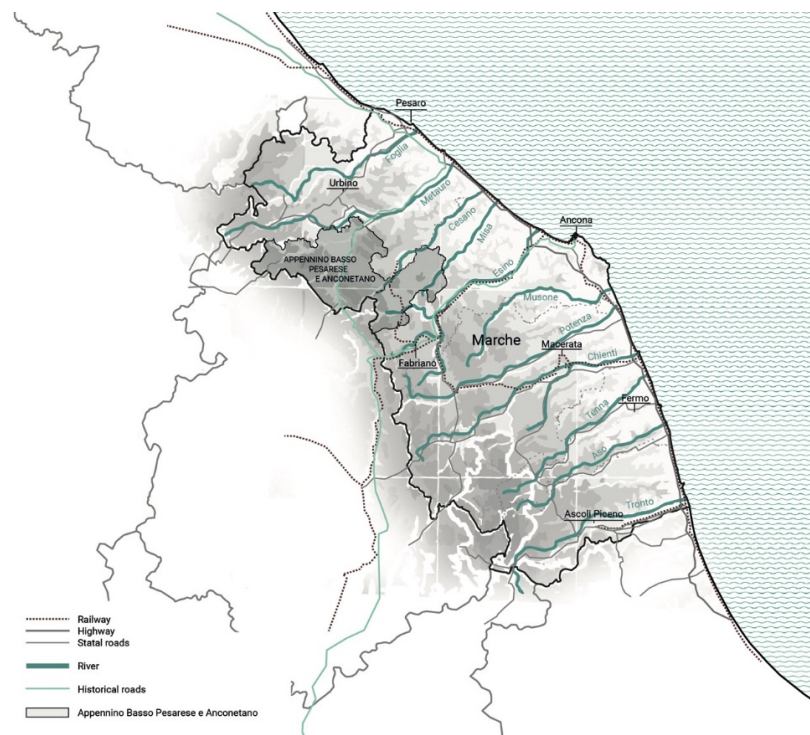 Pesaro
Foglia
Urbino
Metauro
Cesano
Misa
Ancona
APPENNINO BASSO
PESARESE
E ANCONETANO
Esino
Musone
Marche
Potenza
Macerata
Chienti
Fabriano
Fermo
Tenna
Aso
Tronto
Ascoli Piceno
Railway
Highway
Statal roads
River
Historical roads
Appennino Basso Pesarese e Anconetano